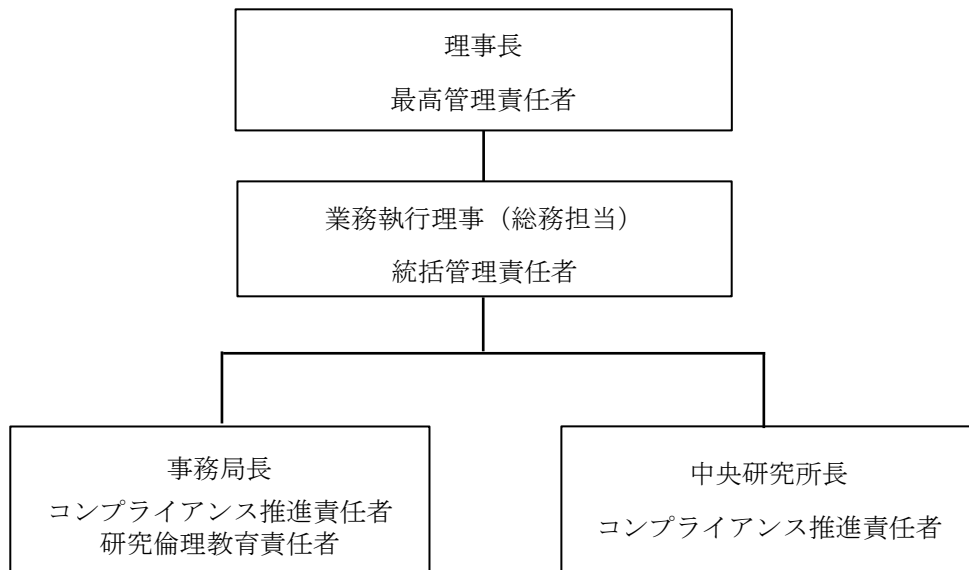 理事長
最高管理責任者
業務執行理事（総務担当）
統括管理責任者
事務局長
コンプライアンス推進責任者
研究倫理教育責任者
中央研究所長
コンプライアンス推進責任者